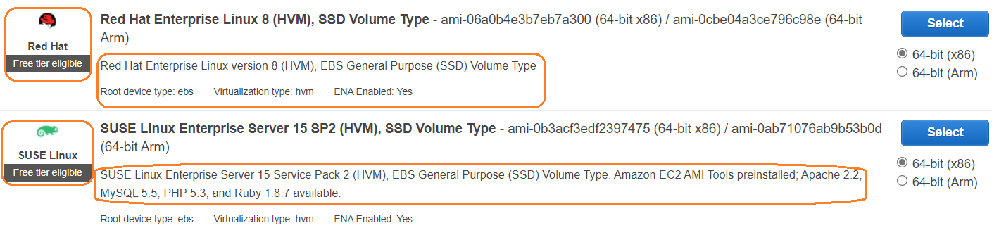 Red Hat
Free tier eligible
Red Hat Enterprise Linux 8 (HVM), SSD Volume Type - ami-06a0b4e3b7eb7a300 (64-bit x86) / ami-0cbe04a3ce796c98e (64-bit
Arm)
Red Hat Enterprise Linux version 8 (HVM), EBS General Purpose (SSD) Volume Type
Root device type: ebs Virtualization type: hvm ENA Enabled: Yes
Select
64-bit (x86)
64-bit (Arm)
SUSE Linux
Free tier eligible
SUSE Linux Enterprise Server 15 SP2 (HVM), SSD Volume Type - ami-0b3acf3edf2397475 (64-bit x86) / ami-0ab71076ab9b53b0d
(64-bit Arm)
SUSE Linux Enterprise Server 15 Service Pack 2 (HVM), EBS General Purpose (SSD) Volume Type. Amazon EC2 AMI Tools preinstalled; Apache 2.2,
MySQL 5.5, PHP 5.3, and Ruby 1.8.7 available.
Root device type: ebs Virtualization type: hvm ENA Enabled: Yes
Select
64-bit (x86)
64-bit (Arm)